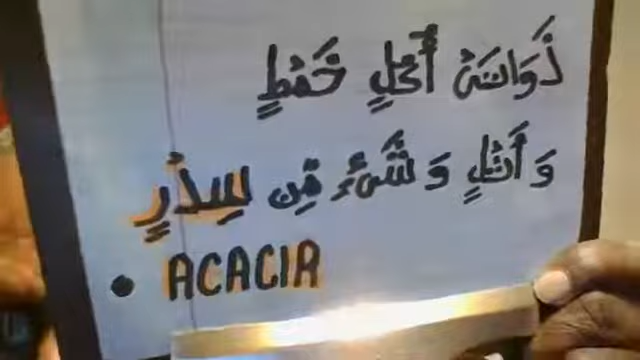 ذَوَاتَىۡ أُكُلٍ خَمۡطٍ
وَأَثۡلٍ وَشَىۡءٍ مِّن سِدۡرٍ
• ACACIA